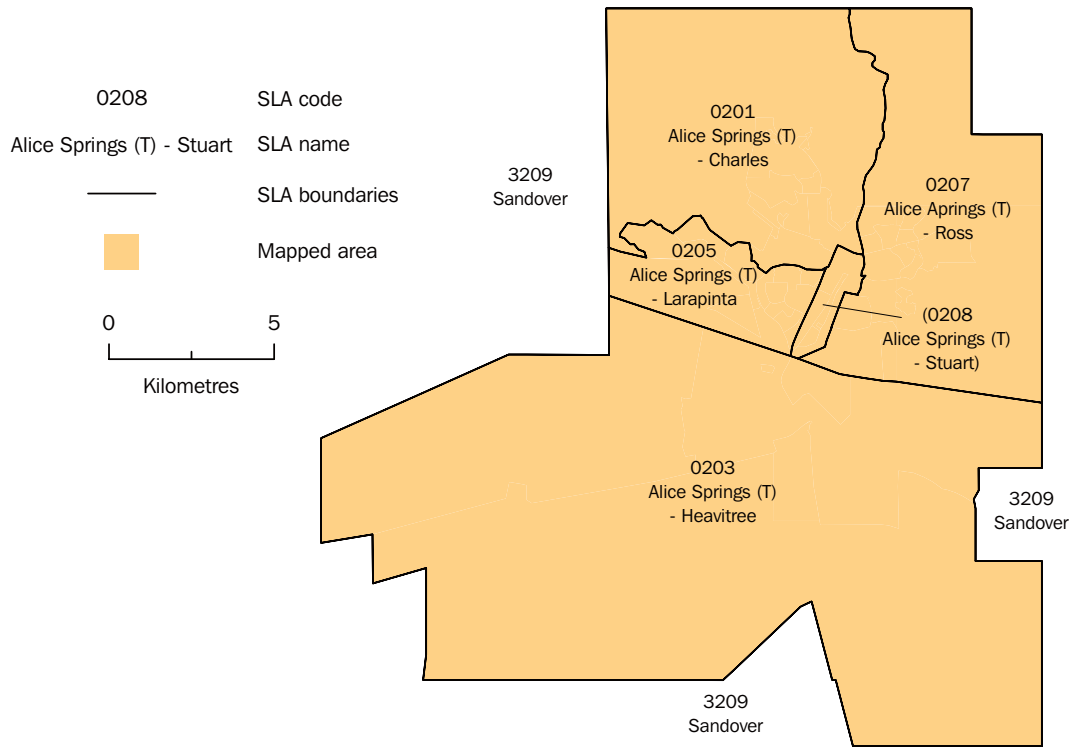 0208 SLA code
Alice Springs (T) - Stuart SLA name
SLA boundaries
Mapped area
0 5
Kilometres
3209
Sandover
0201
Alice Springs (T)
- Charles
0207
Alice Aprings (T)
- Ross
0205
Alice Springs (T)
- Larapinta
(0208
Alice Springs (T)
- Stuart)
0203
Alice Springs (T)
- Heavitree
3209
Sandover
3209
Sandover